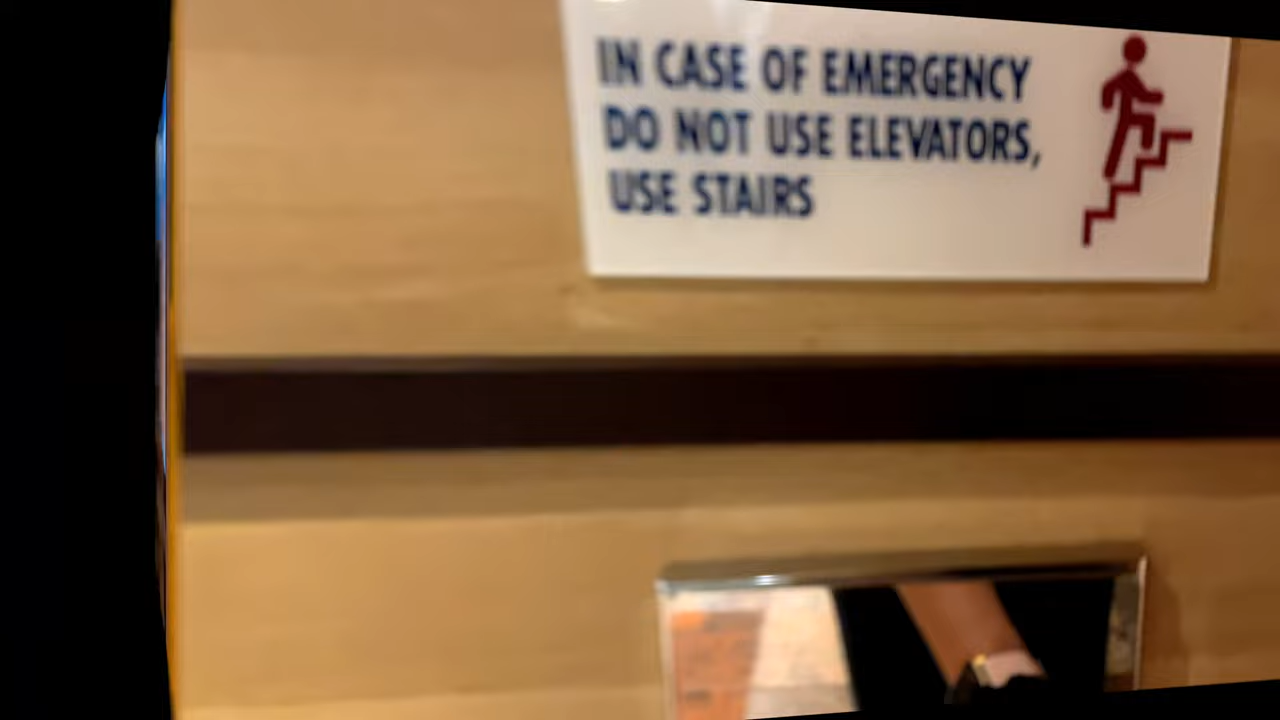 IN CASE OF EMERGENCY
DO NOT USE ELEVATORS,
USE STAIRS